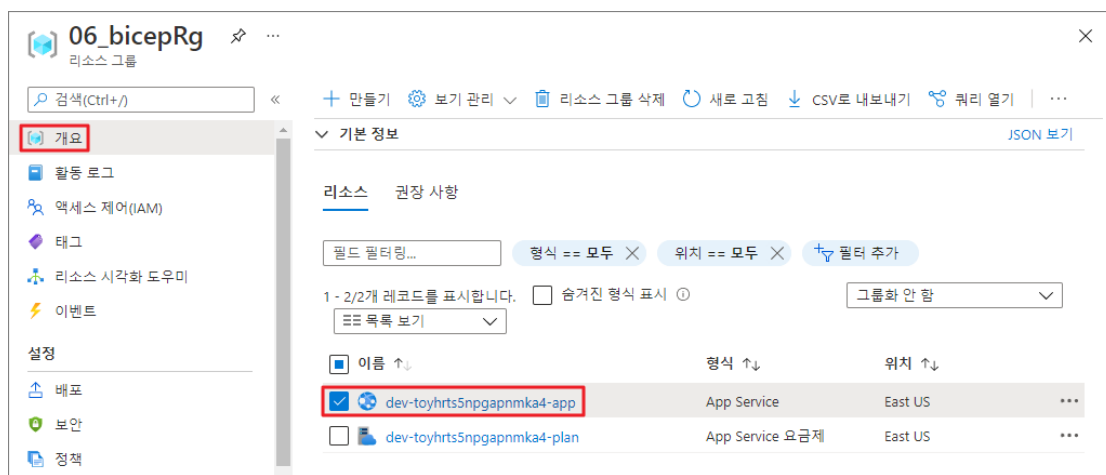 06_bicepRg
리소스 그룹
검색(Ctrl+/)
개요
활동 로그
액세스 제어(IAM)
태그
리소스 시각화 도우미
이벤트
설정
배포
보안
정책
만들기 보기 관리 리소스 그룹 삭제 새로 고침 CSV로 내보내기 쿼리 열기
기본 정보 JSON 보기
리소스 권장 사항
필드 필터링... 형식 == 모두 위치 == 모두 필터 추가
1 - 2/2개 레코드를 표시합니다. 숨겨진 형식 표시 그룹화 안 함
목록 보기
이름 형식 위치
dev-toyhrts5npgapnmka4-app App Service East US
dev-toyhrts5npgapnmka4-plan App Service 요금제 East US